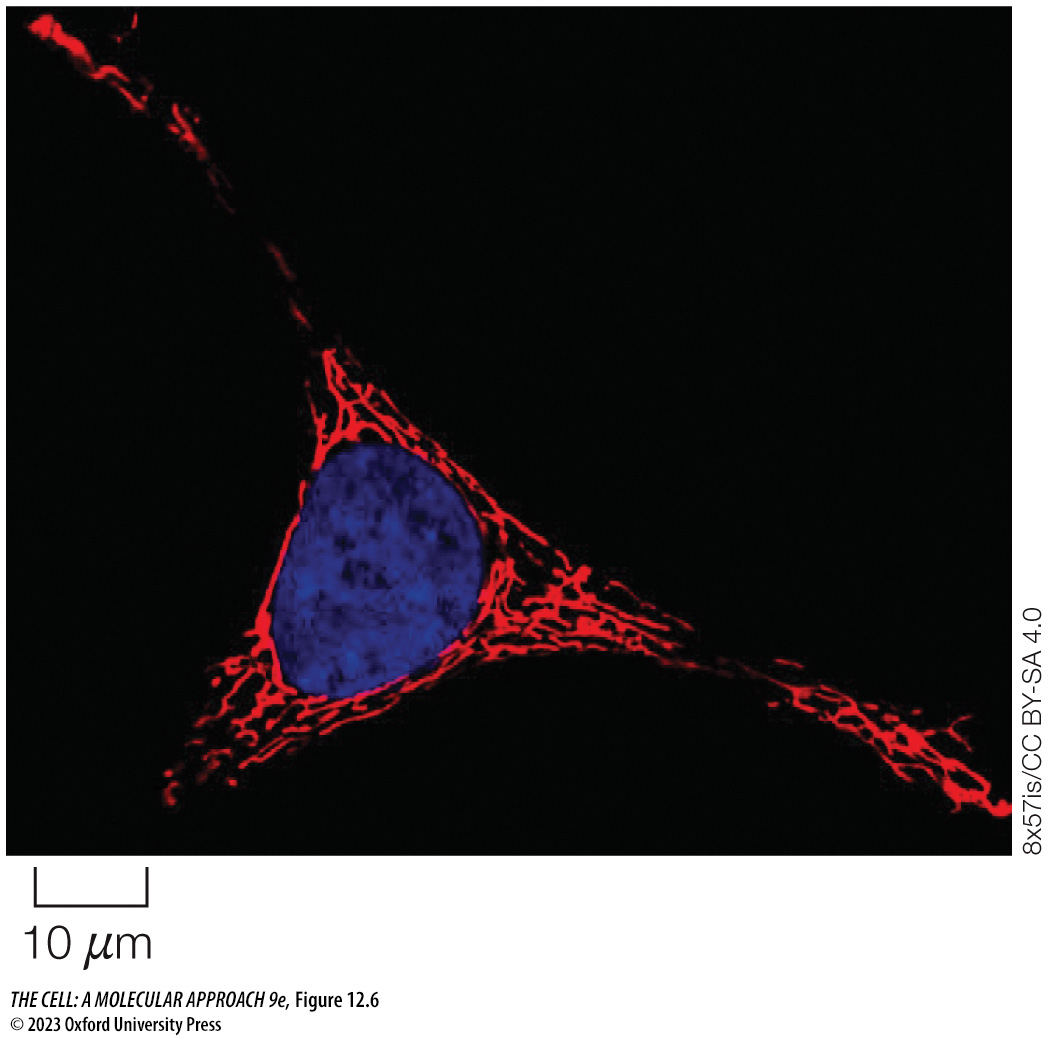 8x57is/CC BY-SA 4.0
10 μm
THE CELL: A MOLECULAR APPROACH 9e, Figure 12.6
© 2023 Oxford University Press